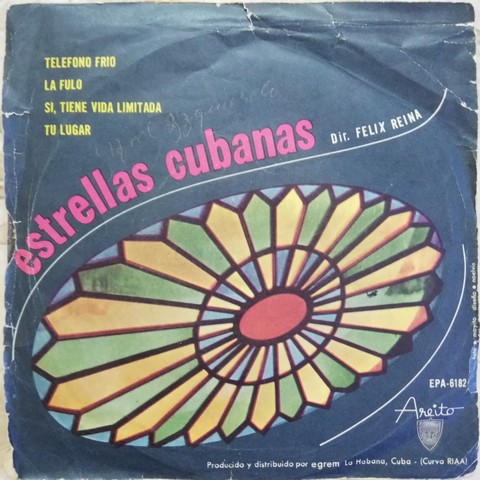 TELEFONO FRIO
LA FULO
SI, TIENE VIDA LIMITADA
TU LUGAR
estrellas cubanas
Dir. FELIX REINA
EPA-6182
Areito
Producido y distribuido por egrem La Habana, Cuba - (Curva RIAA)